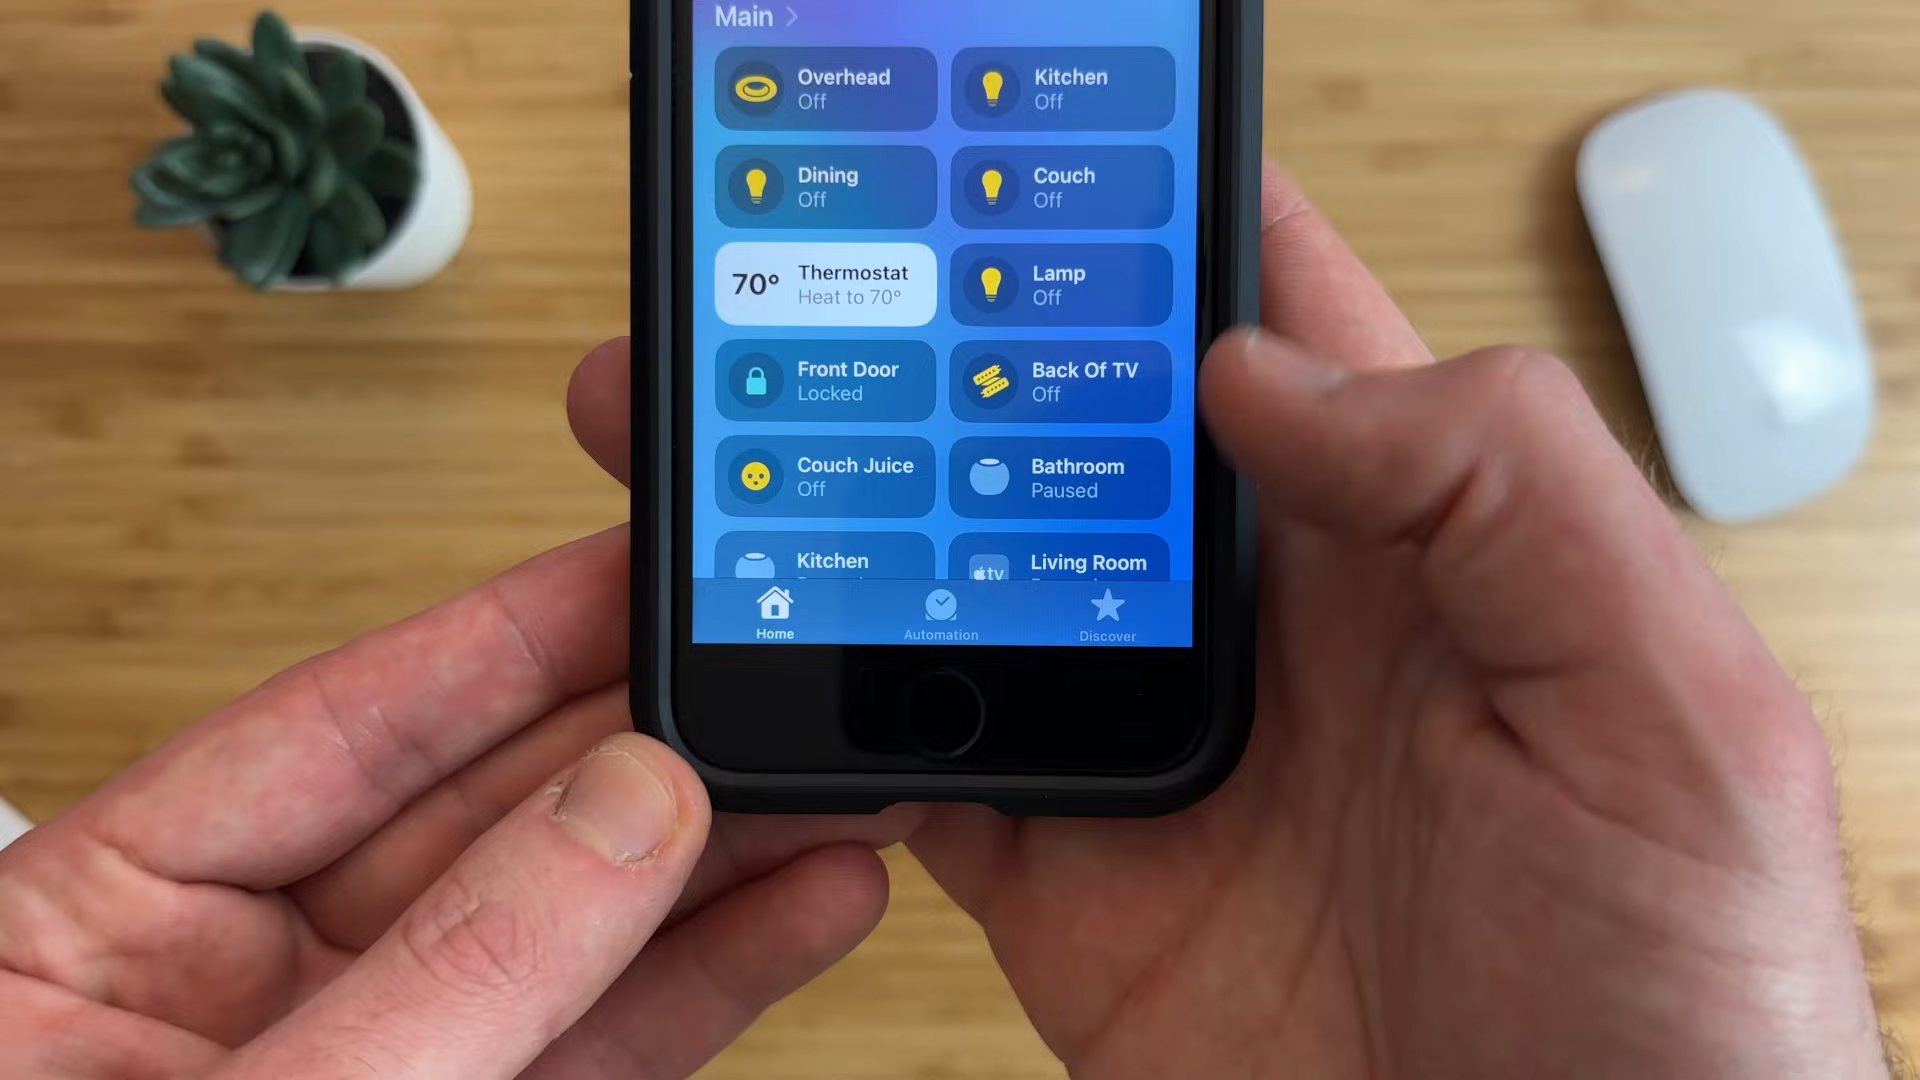 Main >
Overhead
Off
Kitchen
Off
Dining
Off
Couch
Off
70°
Thermostat
Heat to 70°
Lamp
Off
Front Door
Locked
Back Of TV
Off
Couch Juice
Off
Bathroom
Paused
Kitchen
tv
Living Room
Home
Automation
Discover